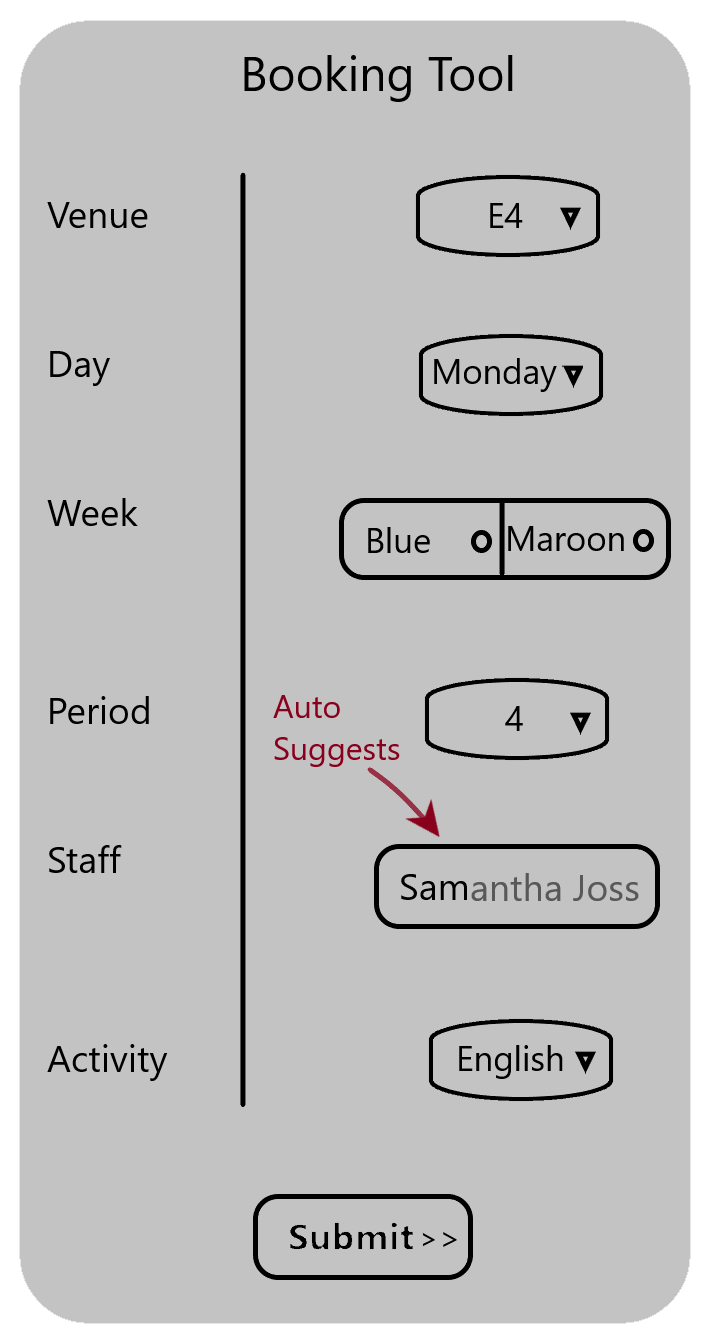 Booking Tool
Venue
E4
Day
Monday
Week
Blue
Maroon
Period
Auto
Suggests
4
Staff
Samantha Joss
Activity
English
Submit >>